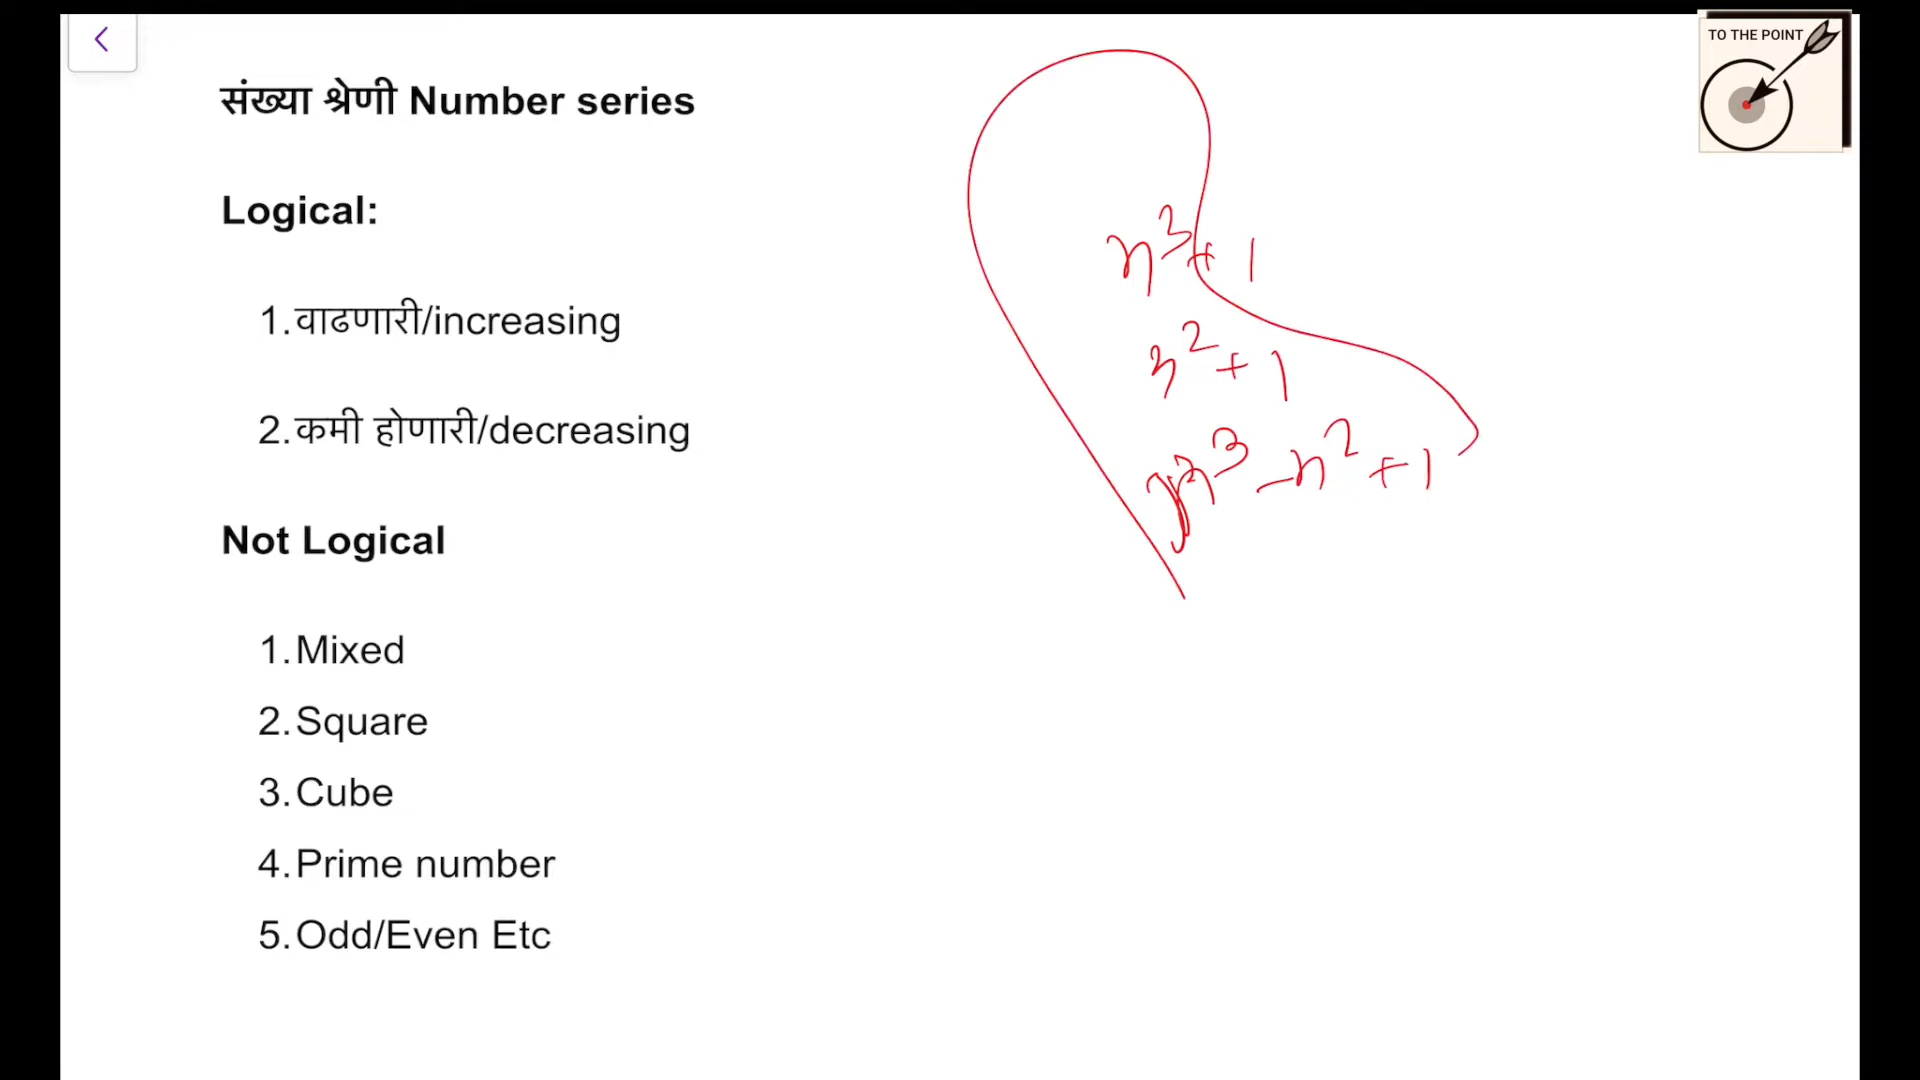 TO THE POINT
संख्या श्रेणी Number series
Logical:
1. वाढणारी/increasing
2. कमी होणारी/decreasing
Not Logical
1. Mixed
2. Square
3. Cube
4. Prime number
5. Odd/Even Etc
n³ + 1
n² + 1
n³ - n² + 1